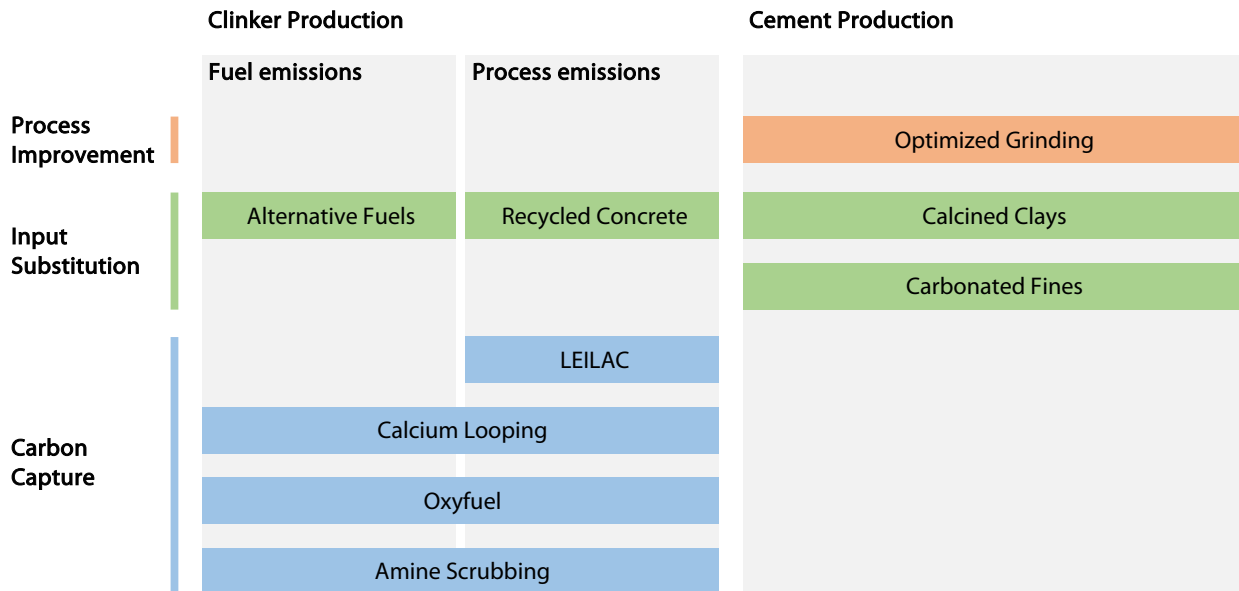 Clinker Production
Cement Production
Fuel emissions
Process emissions
Process
Improvement
Optimized Grinding
Input
Substitution
Alternative Fuels
Recycled Concrete
Calcined Clays
Carbonated Fines
Carbon
Capture
LEILAC
Calcium Looping
Oxyfuel
Amine Scrubbing